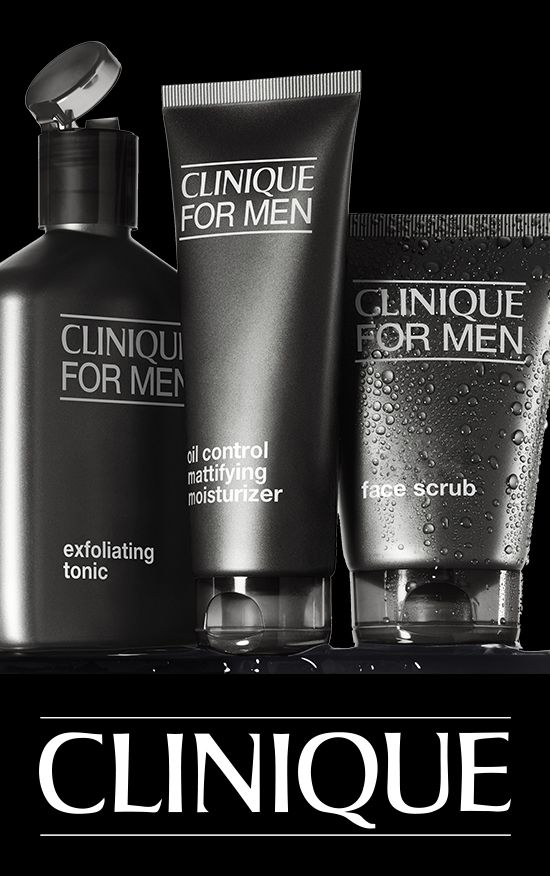 CLINIQUE
FOR MEN
oil control
mattifying
moisturizer
CLINIQUE
FOR MEN
exfoliating
tonic
CLINIQUE
FOR MEN
face scrub
CLINIQUE